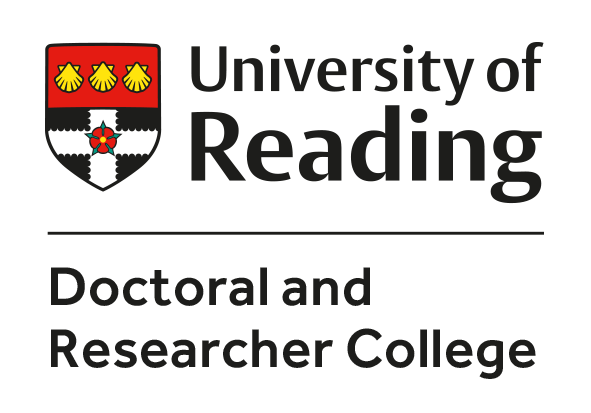 University of
Reading
Doctoral and
Researcher College